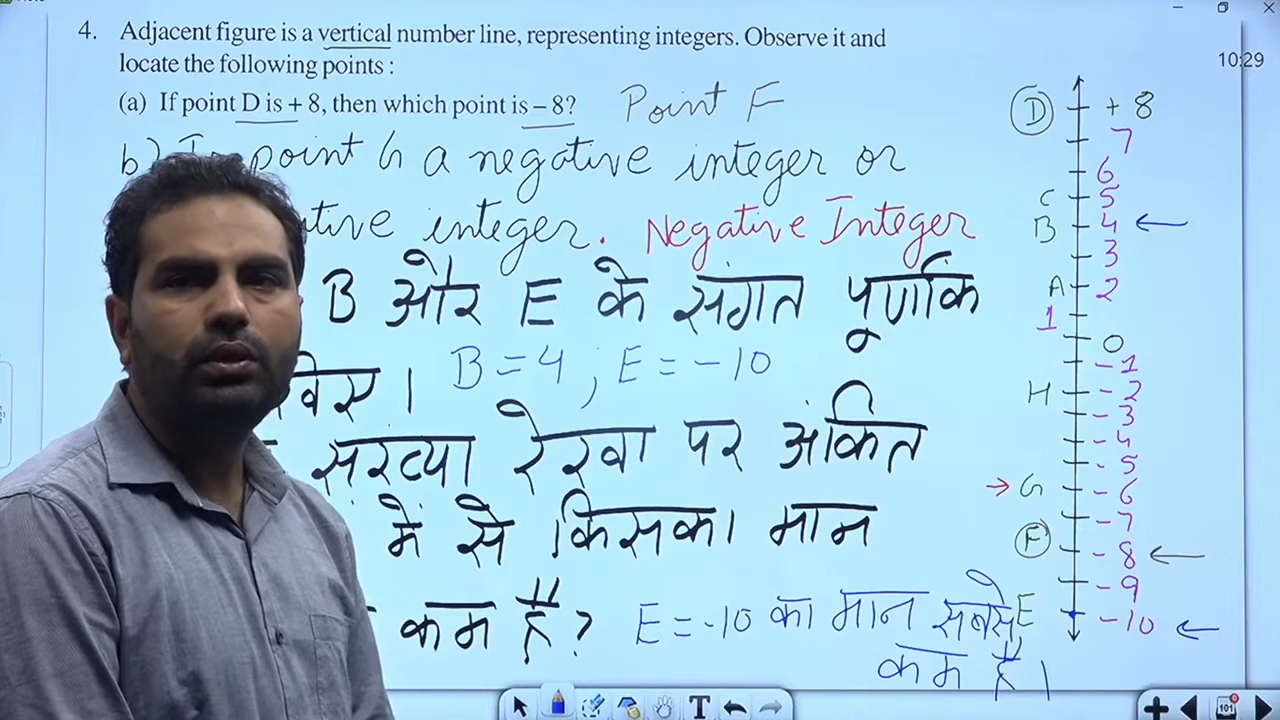 10:29
4. Adjacent figure is a vertical number line, representing integers. Observe it and
locate the following points :
(a) If point D is + 8, then which point is – 8? Point F
b) Is point G a negative integer or
integer. Negative Integer
B और E के संगत पूर्णांक
B = 4 ; E = -10
संख्या रेखा पर अंकित
में से किसका मान
कम है? E = -10 का मान सबसे
कम है।
D + 8
7
6
C 5
B 4
3
A 2
1
0
-1
H -2
-3
-4
-5
G -6
-7
F -8
-9
E -10
T
101